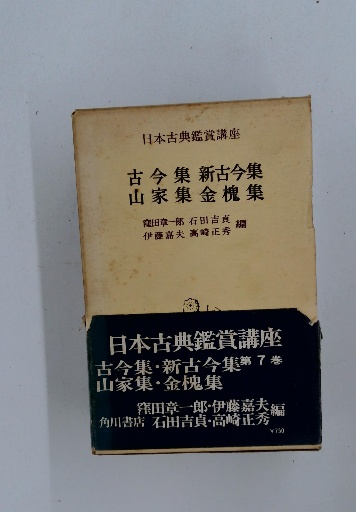 日本古典鑑賞講座
古今集 新古今集
山家集 金槐集
窪田章一郎 石田吉貞
伊藤嘉夫 高崎正秀
編
日本古典鑑賞講座
古今集・新古今集 第7巻
山家集・金槐集
窪田章一郎・伊藤嘉夫
角川書店 石田吉貞・高崎正秀
編